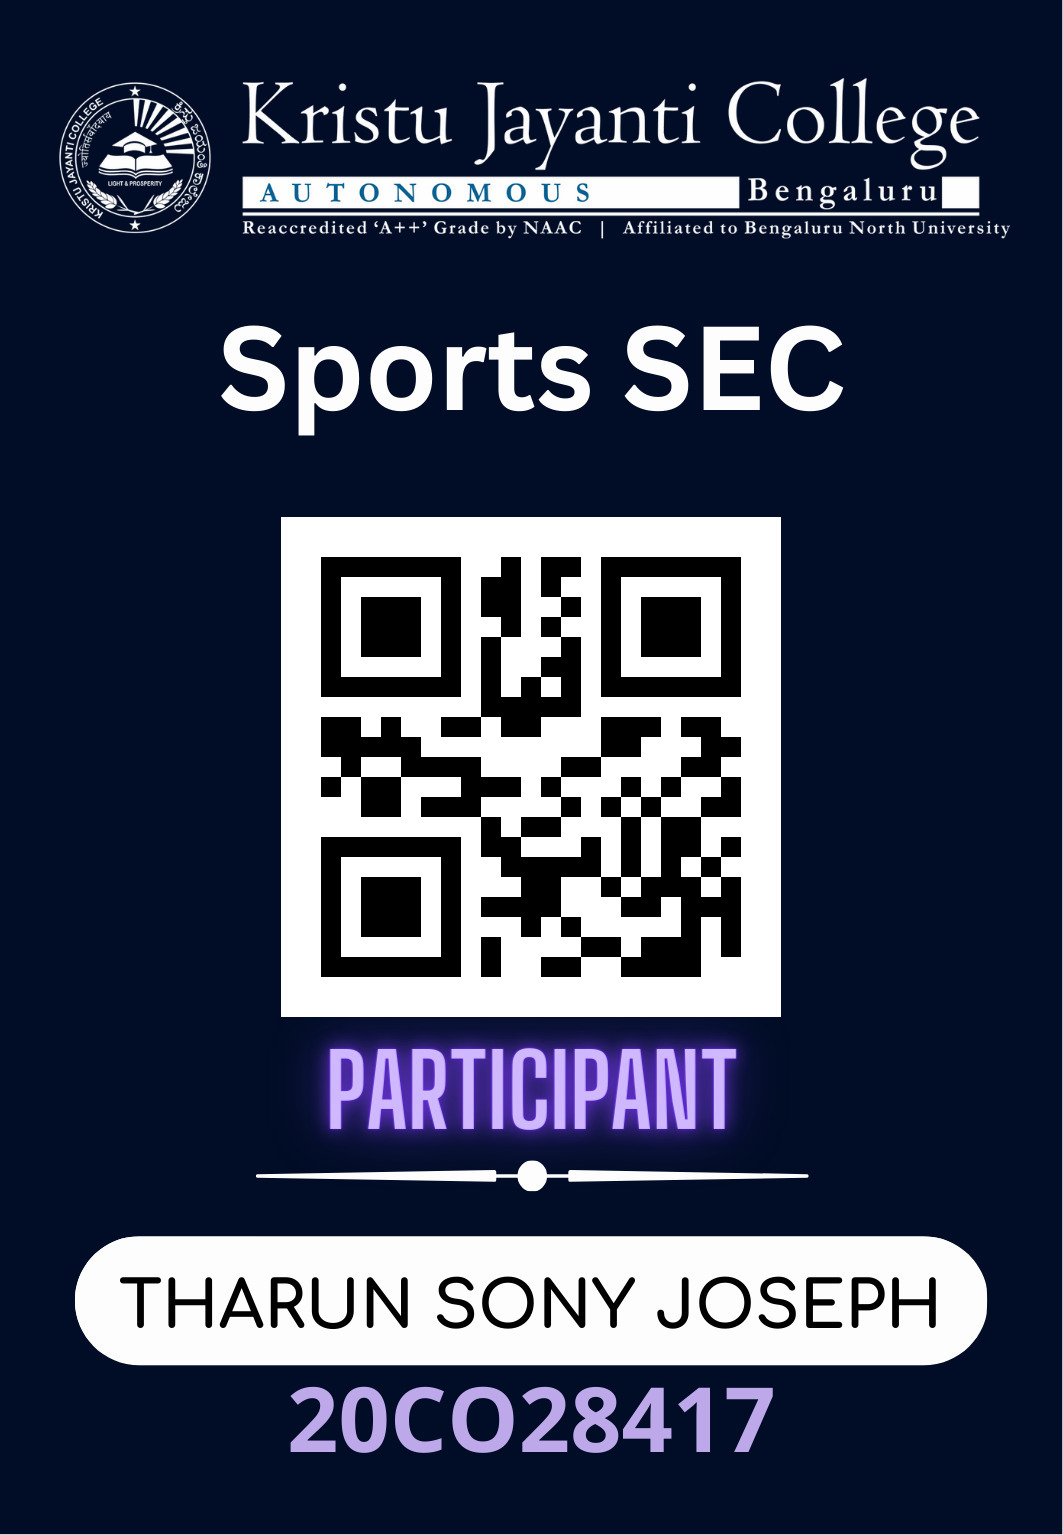 KRISTU JAYANTI COLLEGE
ಕ್ರಿಸ್ತು ಜಯಂತಿ ಕಾಲೇಜು
LIGHT & PROSPERITY
Kristu Jayanti College
AUTONOMOUS Bengaluru
Reaccredited ‘A++’ Grade by NAAC | Affiliated to Bengaluru North University
Sports SEC
PARTICIPANT
THARUN SONY JOSEPH
20CO28417